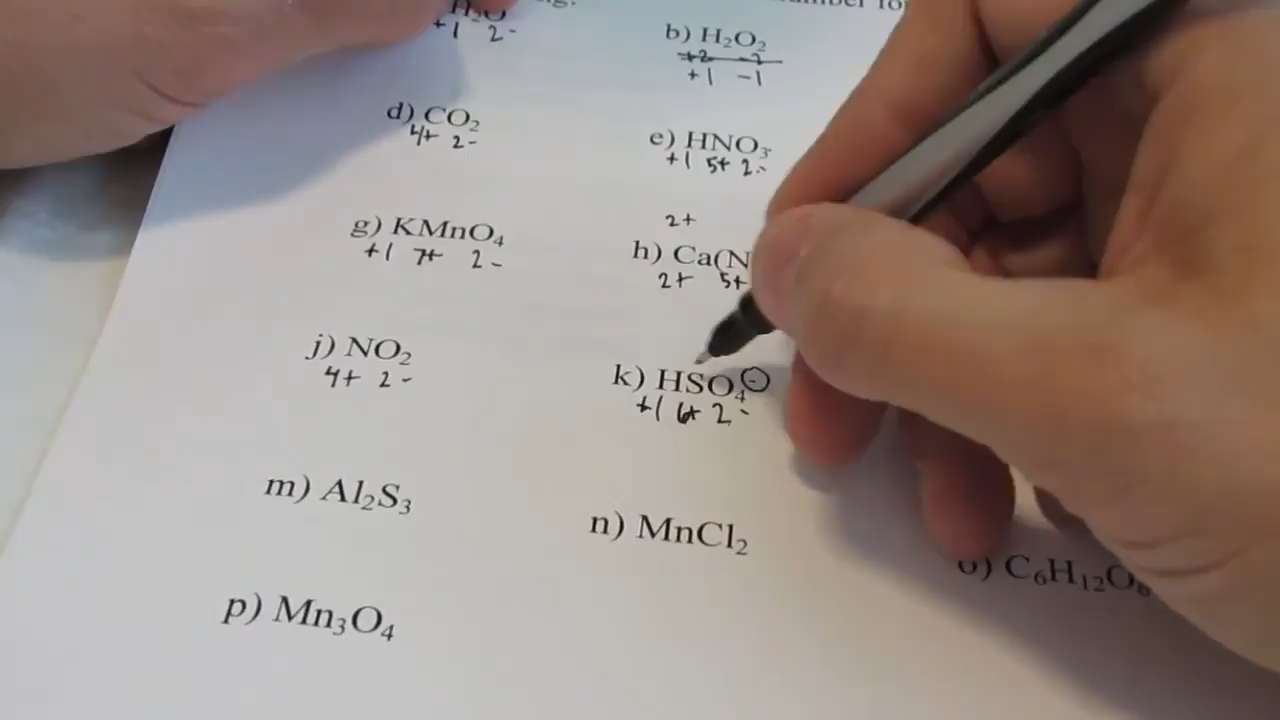 H₂O
+1 2-
b) H₂O₂
+2 -2
+1 -1
d) CO₂
4+ 2-
e) HNO₃
+1 5+ 2-
g) KMnO₄
+1 7+ 2-
2+
h) Ca(N
2+ 5+
j) NO₂
4+ 2-
k) HSO₄⊖
+1 6+ 2-
m) Al₂S₃
n) MnCl₂
o) C₆H₁₂O₆
p) Mn₃O₄